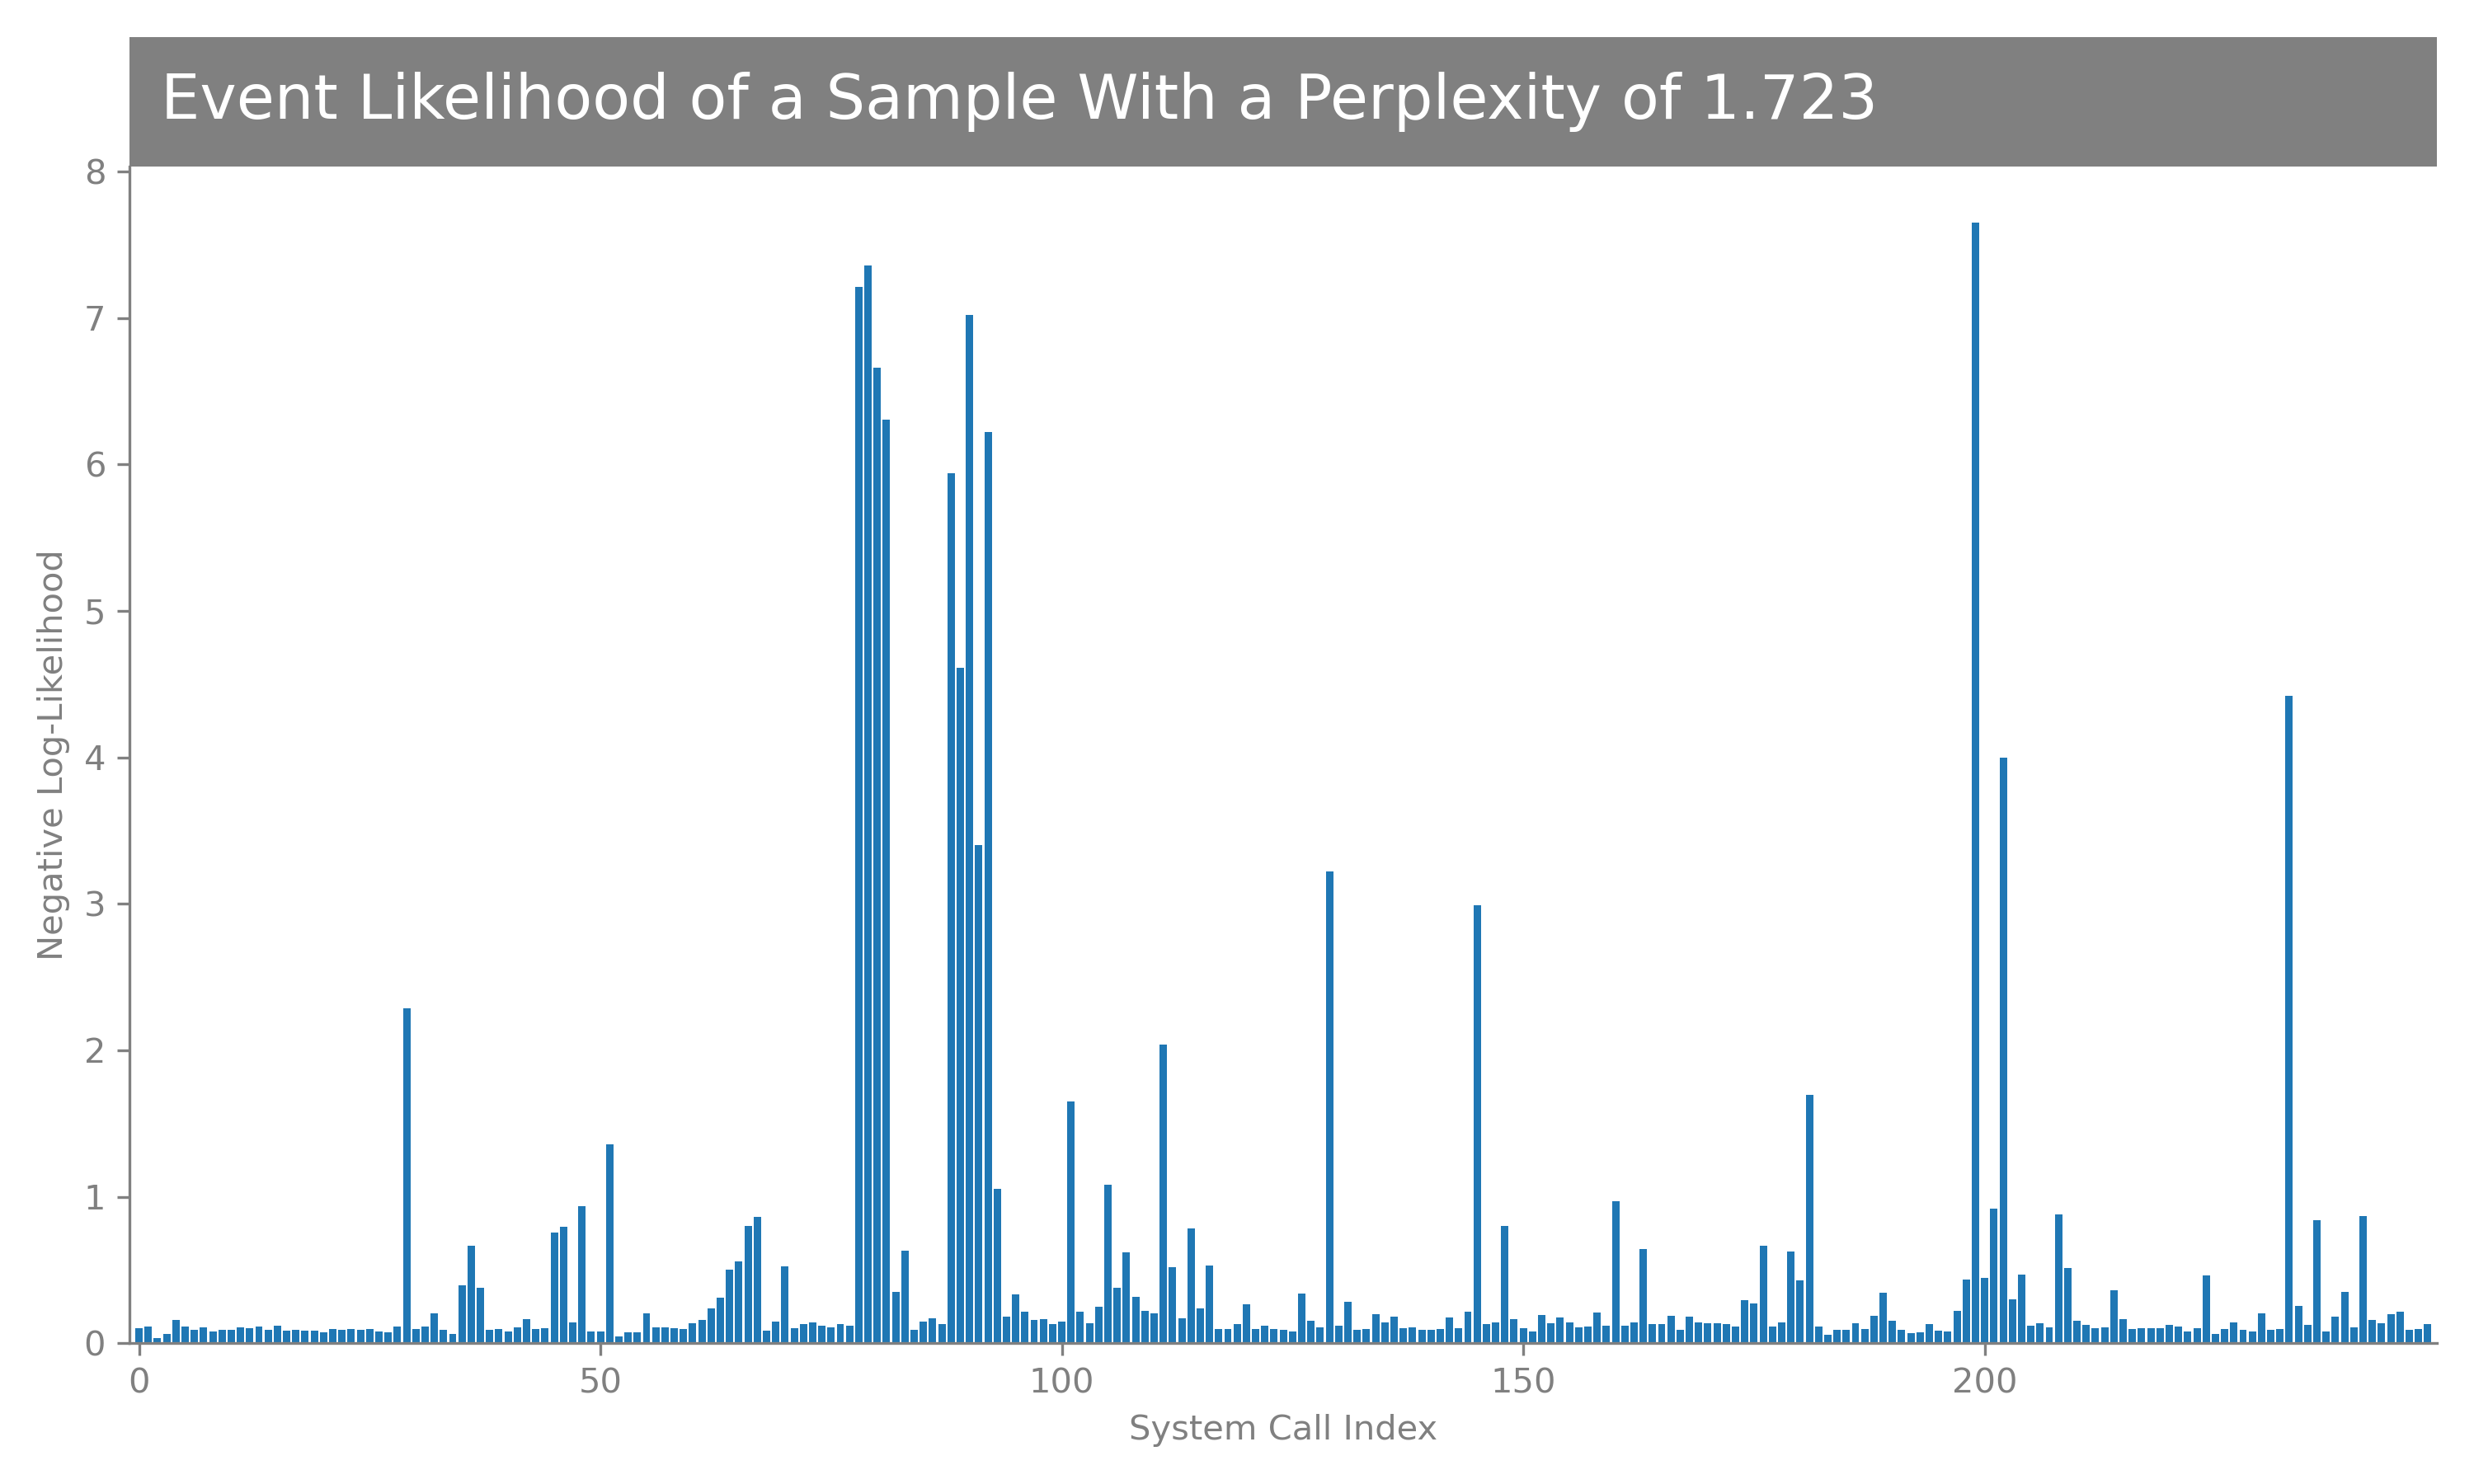 Event Likelihood of a Sample With a Perplexity of 1.723
8
7
6
5
4
3
2
1
0
Negative Log-Likelihood
0 50 100 150 200
System Call Index